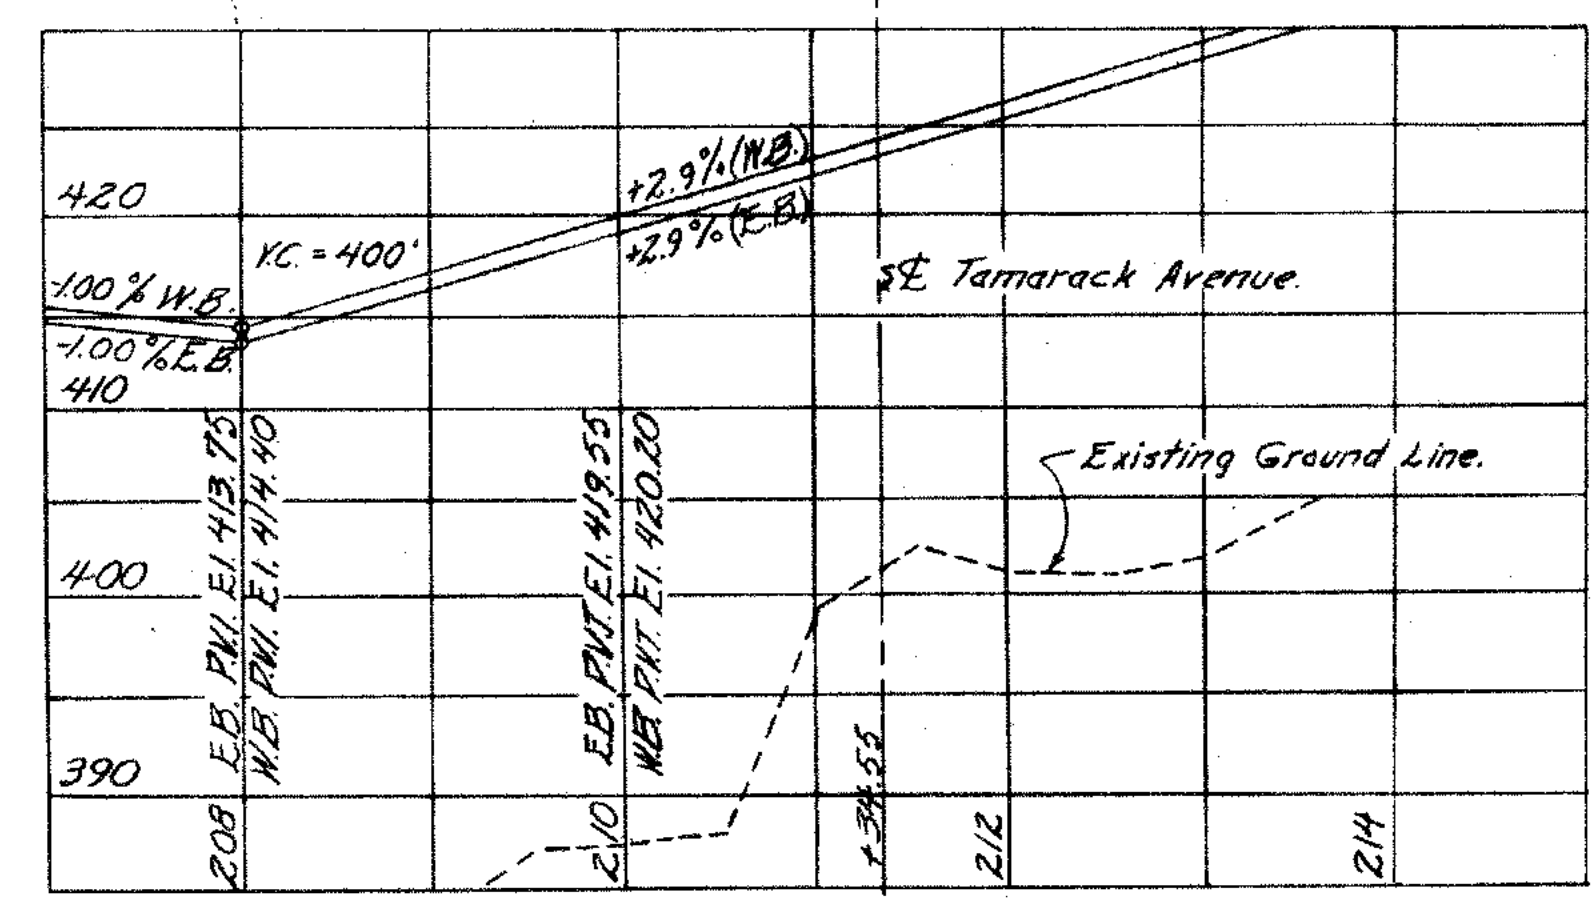 +2.9%(W.B.)
420
+2.9%(E.B.)
V.C. = 400'
℄ Tamarack Avenue.
-1.00% W.B.
-1.00% E.B.
410
Existing Ground Line.
400
390
E.B. P.V.I. El. 413.75
W.B. P.V.I. El. 414.40
E.B. P.V.T. El. 419.55
W.B. P.V.T. El. 420.20
208
210
+34.55
212
214